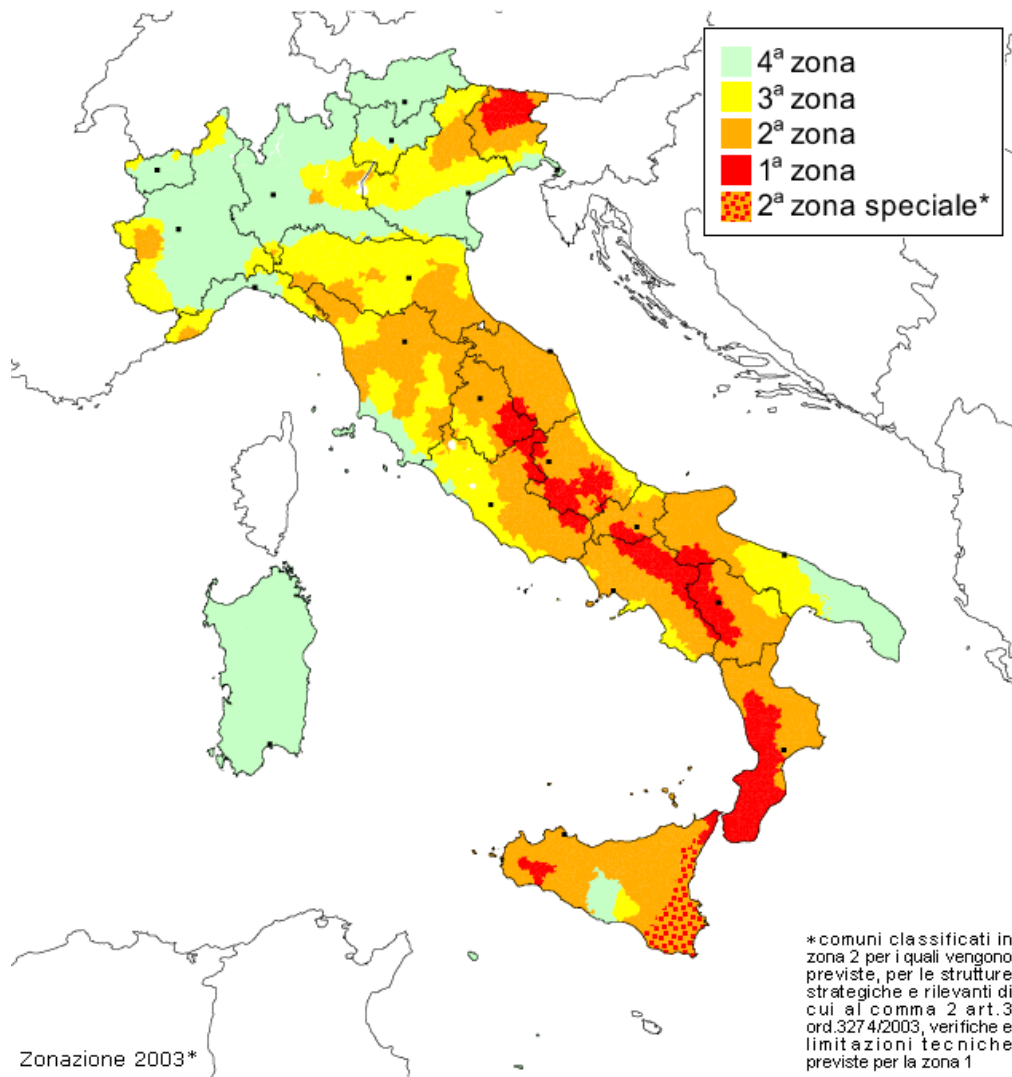 4ª zona
3ª zona
2ª zona
1ª zona
2ª zona speciale*
*comuni classificati in
zona 2 per i quali vengono
previste, per le strutture
strategiche e rilevanti di
cui al comma 2 art.3
ord.3274/2003, verifiche e
limitazioni tecniche
previste per la zona 1
Zonazione 2003*